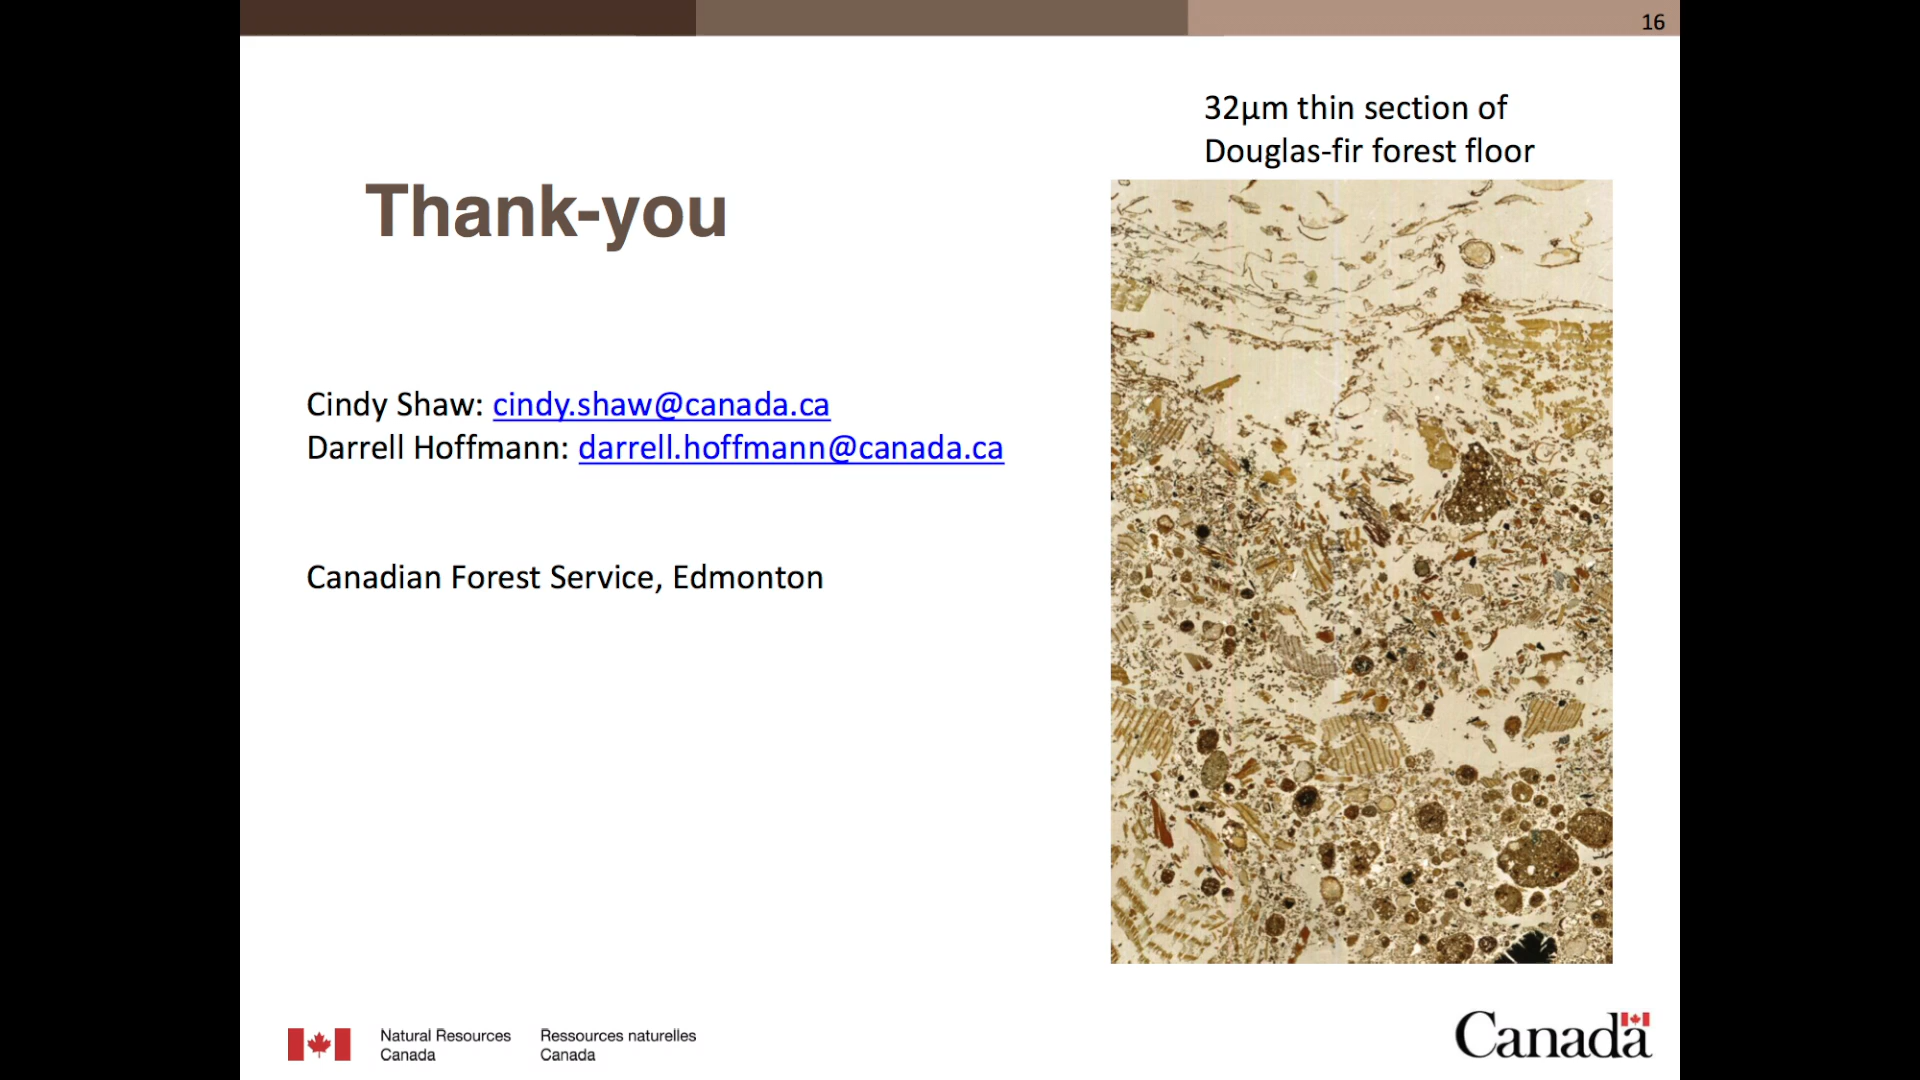 16
32µm thin section of
Douglas-fir forest floor
Thank-you
Cindy Shaw: cindy.shaw@canada.ca
Darrell Hoffmann: darrell.hoffmann@canada.ca
Canadian Forest Service, Edmonton
Natural Resources
Canada
Ressources naturelles
Canada
Canada